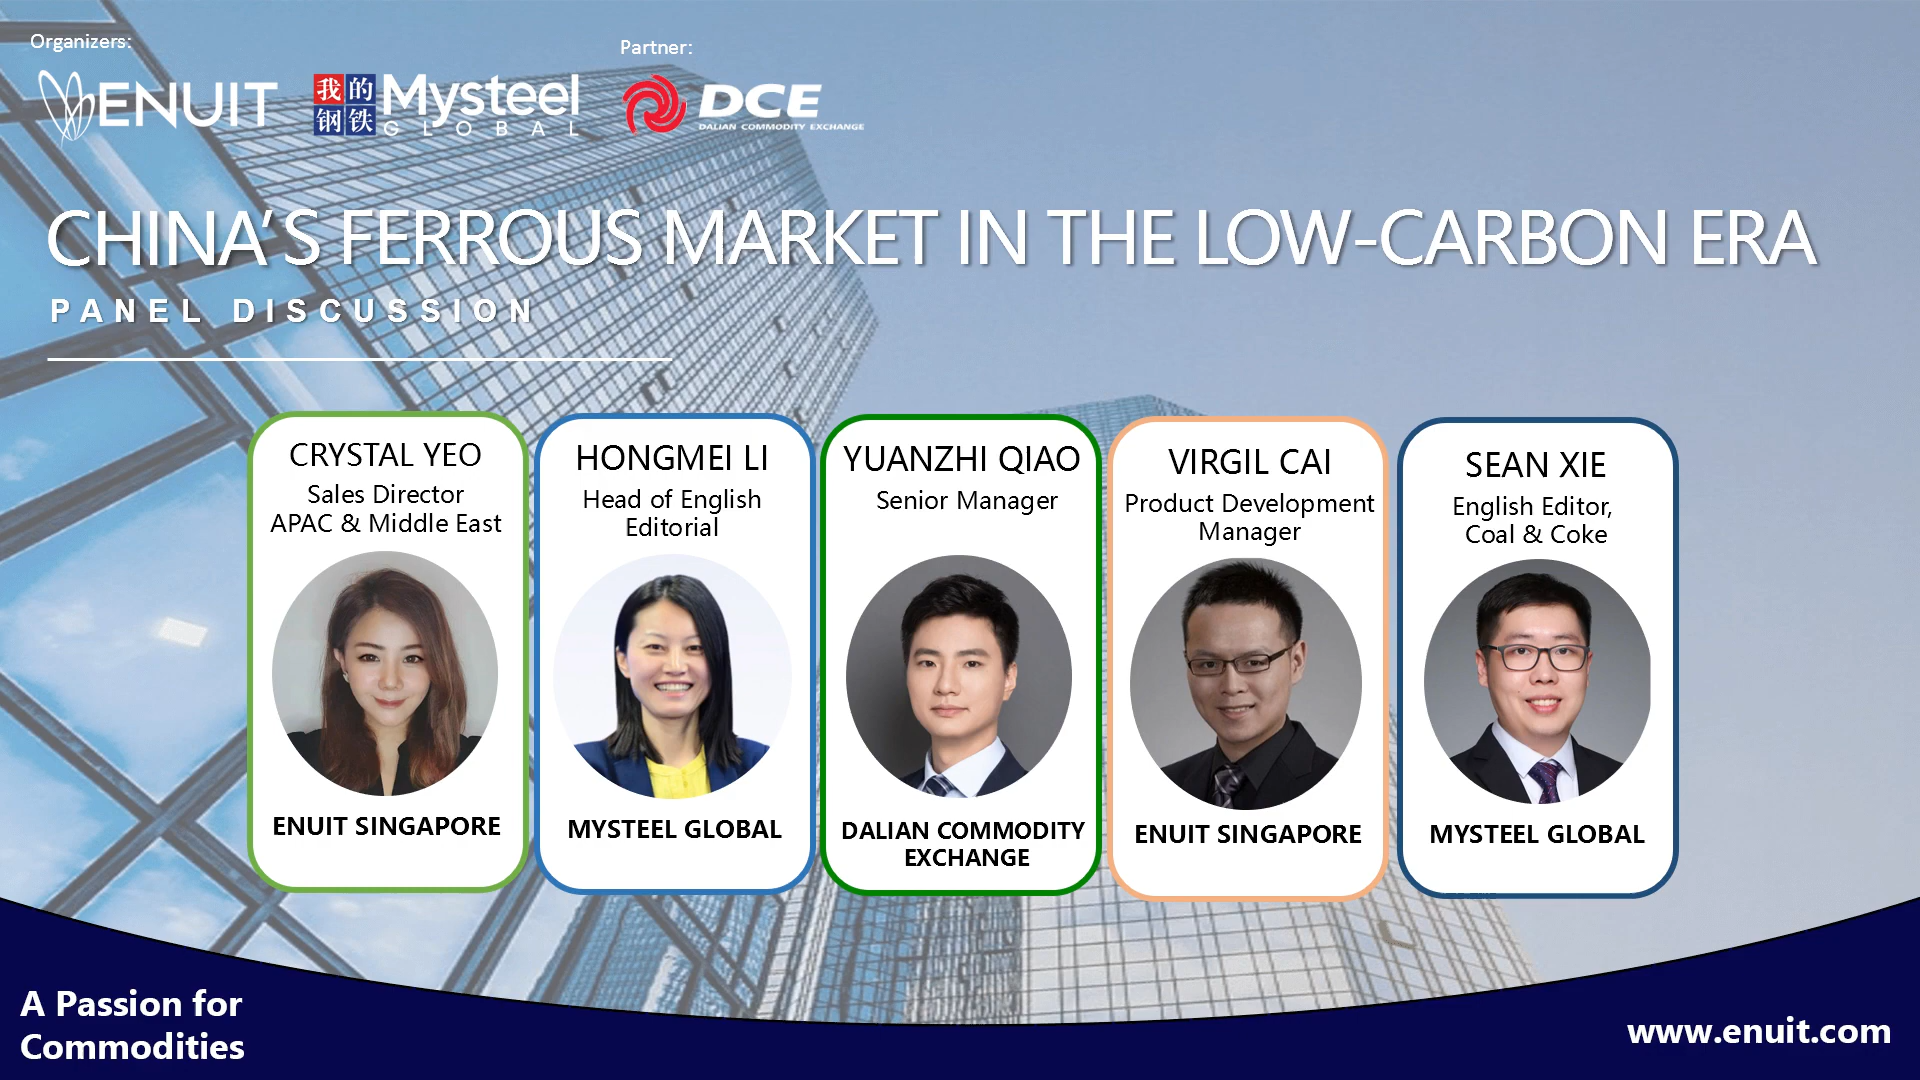 Organizers:
Partner:
ENUIT
我的
钢铁
Mysteel
GLOBAL
DCE
DALIAN COMMODITY EXCHANGE
CHINA'S FERROUS MARKET IN THE LOW-CARBON ERA
PANEL DISCUSSION
CRYSTAL YEO
Sales Director
APAC & Middle East
ENUIT SINGAPORE
HONGMEI LI
Head of English
Editorial
MYSTEEL GLOBAL
YUANZHI QIAO
Senior Manager
DALIAN COMMODITY
EXCHANGE
VIRGIL CAI
Product Development
Manager
ENUIT SINGAPORE
SEAN XIE
English Editor,
Coal & Coke
MYSTEEL GLOBAL
A Passion for
Commodities
www.enuit.com